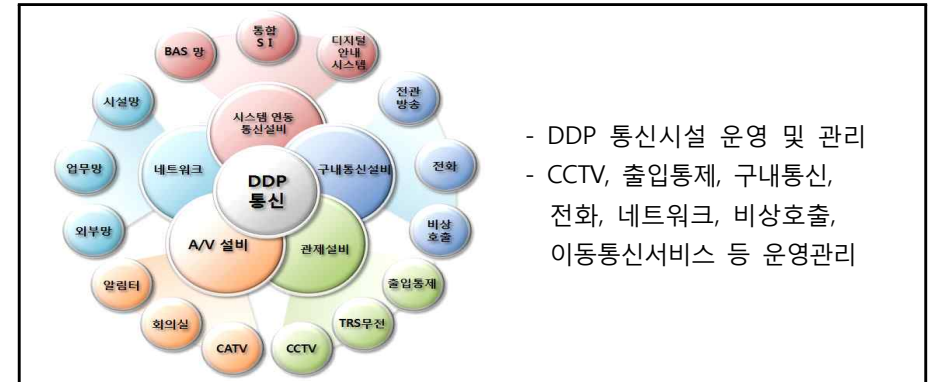 통합
S I
BAS 망
디지털
안내
시스템
시설망
전관
방송
시스템 연동
통신설비
업무망
네트워크
구내통신설비
전화
DDP
통신
외부망
A/V 설비
관제설비
비상
호출
알림터
출입통제
회의실
TRS무전
CATV
CCTV
- DDP 통신시설 운영 및 관리
- CCTV, 출입통제, 구내통신,
전화, 네트워크, 비상호출,
이동통신서비스 등 운영관리